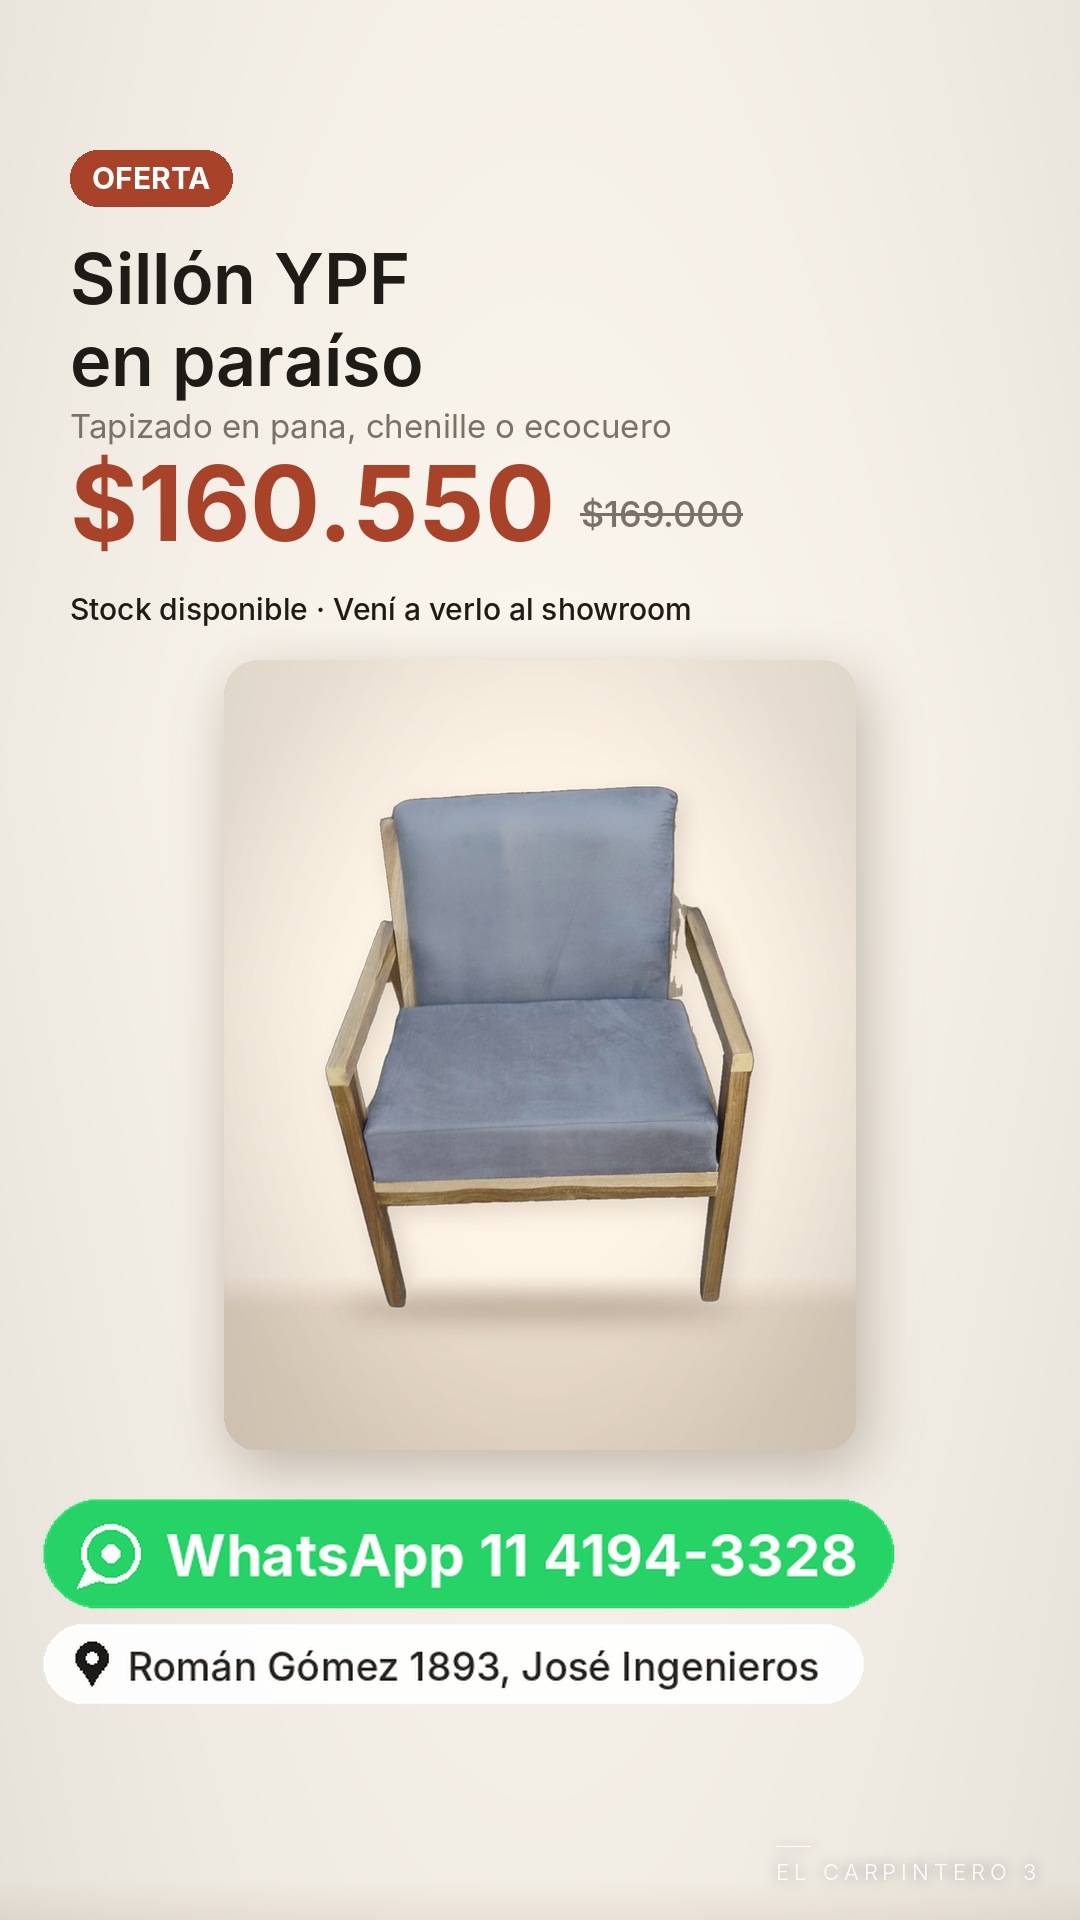 OFERTA
Sillón YPF
en paraíso
Tapizado en pana, chenille o ecocuero
$160.550 $169.000
Stock disponible · Vení a verlo al showroom
WhatsApp 11 4194-3328
Román Gómez 1893, José Ingenieros
EL CARPINTERO 3